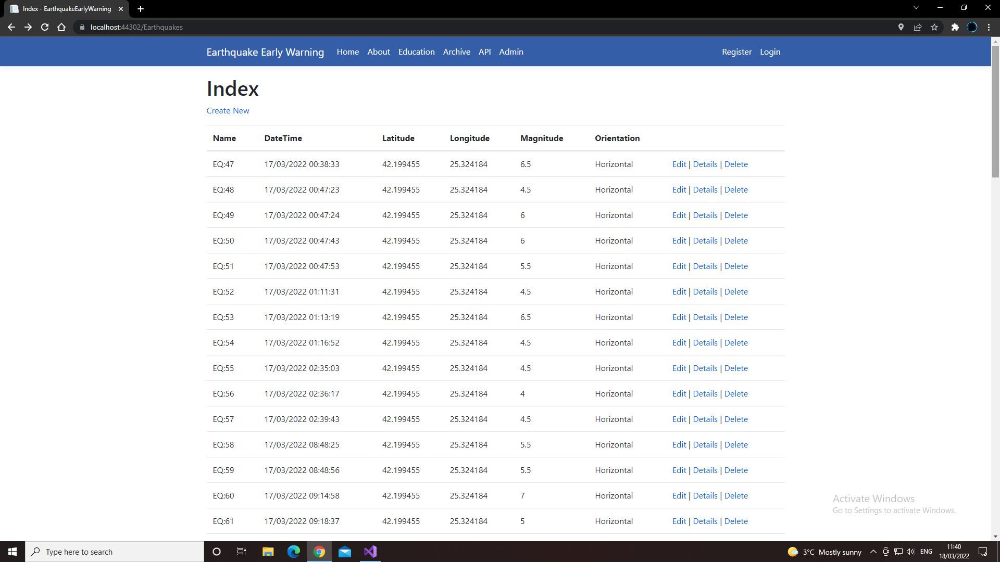 Index - EarthquakeEarlyWarning
localhost:44302/Earthquakes
Earthquake Early Warning Home About Education Archive API Admin Register Login
Index
Create New
Name DateTime Latitude Longitude Magnitude Orientation
EQ:47 17/03/2022 00:38:33 42.199455 25.324184 6.5 Horizontal Edit | Details | Delete
EQ:48 17/03/2022 00:47:23 42.199455 25.324184 4.5 Horizontal Edit | Details | Delete
EQ:49 17/03/2022 00:47:24 42.199455 25.324184 6 Horizontal Edit | Details | Delete
EQ:50 17/03/2022 00:47:43 42.199455 25.324184 6 Horizontal Edit | Details | Delete
EQ:51 17/03/2022 00:47:53 42.199455 25.324184 5.5 Horizontal Edit | Details | Delete
EQ:52 17/03/2022 01:11:31 42.199455 25.324184 4.5 Horizontal Edit | Details | Delete
EQ:53 17/03/2022 01:13:19 42.199455 25.324184 6.5 Horizontal Edit | Details | Delete
EQ:54 17/03/2022 01:16:52 42.199455 25.324184 4.5 Horizontal Edit | Details | Delete
EQ:55 17/03/2022 02:35:03 42.199455 25.324184 4.5 Horizontal Edit | Details | Delete
EQ:56 17/03/2022 02:36:17 42.199455 25.324184 4 Horizontal Edit | Details | Delete
EQ:57 17/03/2022 02:39:43 42.199455 25.324184 4.5 Horizontal Edit | Details | Delete
EQ:58 17/03/2022 08:48:25 42.199455 25.324184 5.5 Horizontal Edit | Details | Delete
EQ:59 17/03/2022 08:48:56 42.199455 25.324184 5.5 Horizontal Edit | Details | Delete
EQ:60 17/03/2022 09:14:58 42.199455 25.324184 7 Horizontal Edit | Details | Delete
EQ:61 17/03/2022 09:18:37 42.199455 25.324184 5 Horizontal Edit | Details | Delete
Activate Windows
Go to Settings to activate Windows.
Type here to search
3°C Mostly sunny
ENG
11:40
18/03/2022